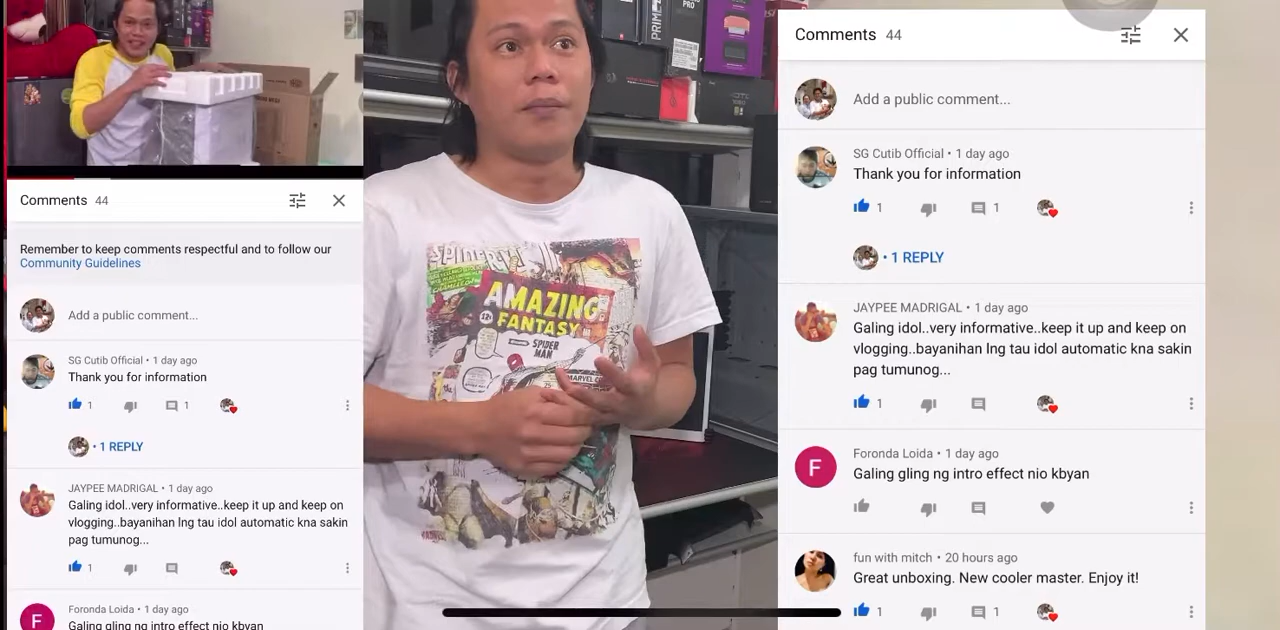 Comments 44
Remember to keep comments respectful and to follow our
Community Guidelines
Add a public comment...
SG Cutib Official • 1 day ago
Thank you for information
1
1
• 1 REPLY
JAYPEE MADRIGAL • 1 day ago
Galing idol..very informative..keep it up and keep on
vlogging..bayanihan lng tau idol automatic kna sakin
pag tumunog...
1
F
Foronda Loida • 1 day ago
Galing gling ng intro effect nio kbyan
PRIME
PRO
AMAZING
FANTASY
SPIDER
MAN
Comments 44
Add a public comment...
SG Cutib Official • 1 day ago
Thank you for information
1
1
• 1 REPLY
JAYPEE MADRIGAL • 1 day ago
Galing idol..very informative..keep it up and keep on
vlogging..bayanihan lng tau idol automatic kna sakin
pag tumunog...
1
F
Foronda Loida • 1 day ago
Galing gling ng intro effect nio kbyan
fun with mitch • 20 hours ago
Great unboxing. New cooler master. Enjoy it!
1
1